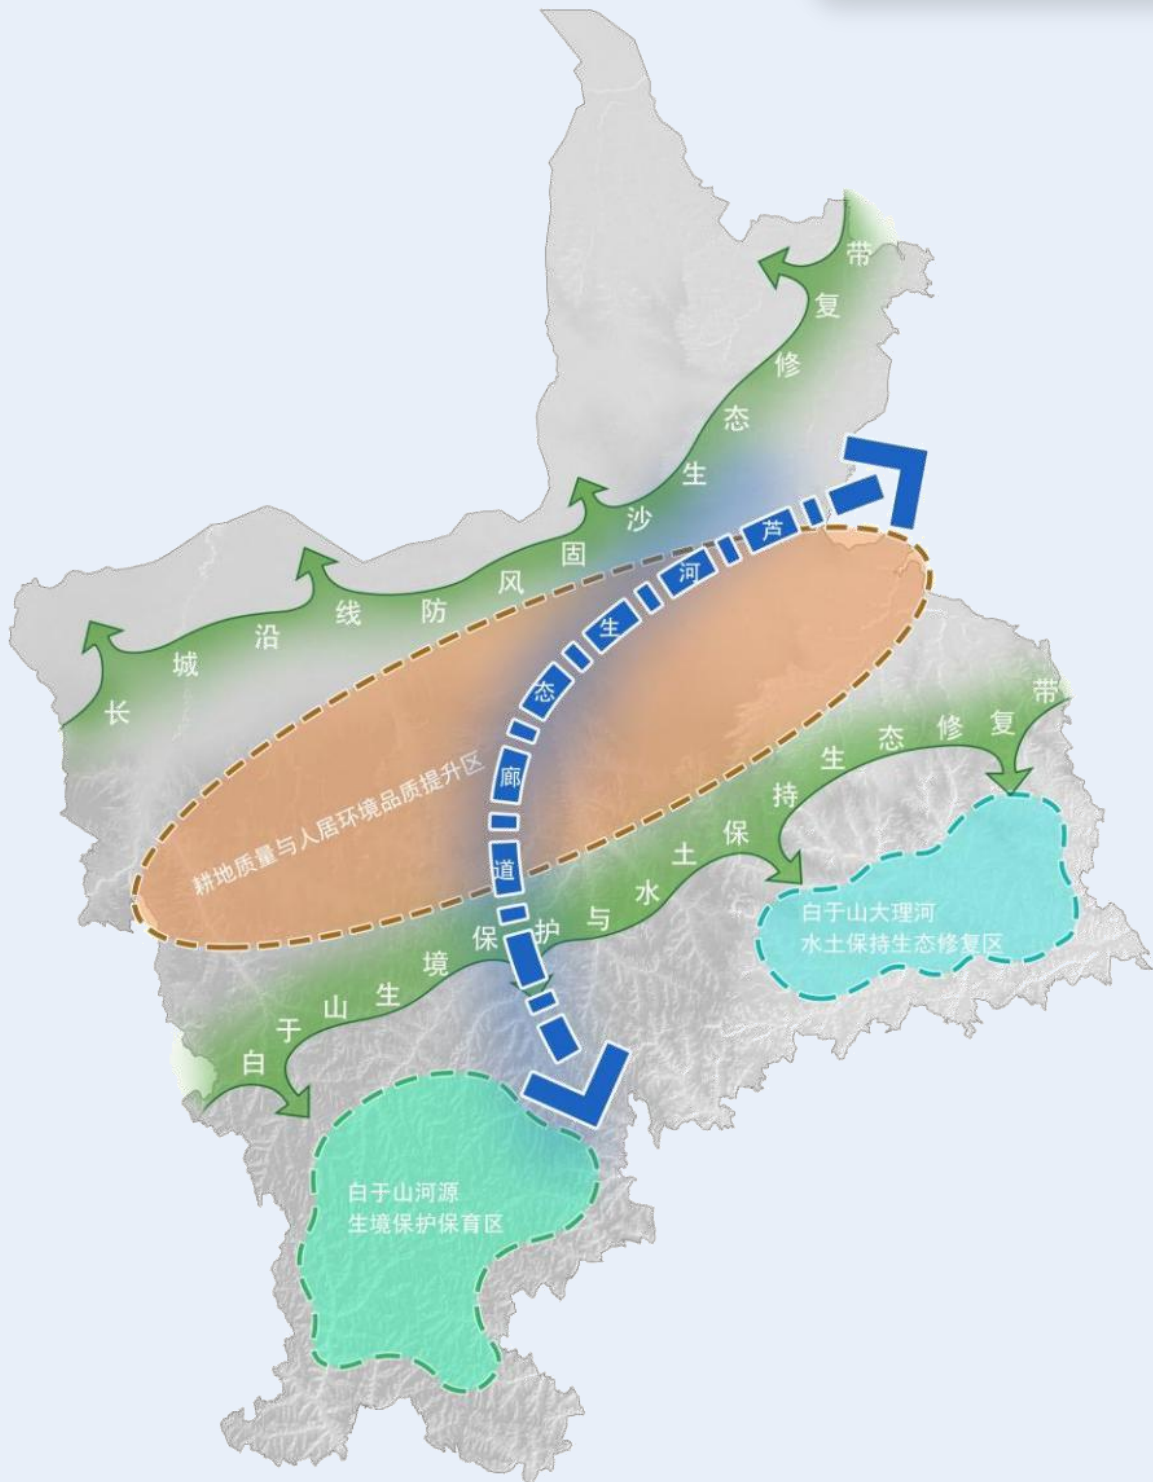 长城沿线防风固沙生态修复带
芦河生态廊道
耕地质量与人居环境品质提升区
白于山生境保护与水土保持生态修复带
白于山大理河
水土保持生态修复区
白于山河源
生境保护保育区